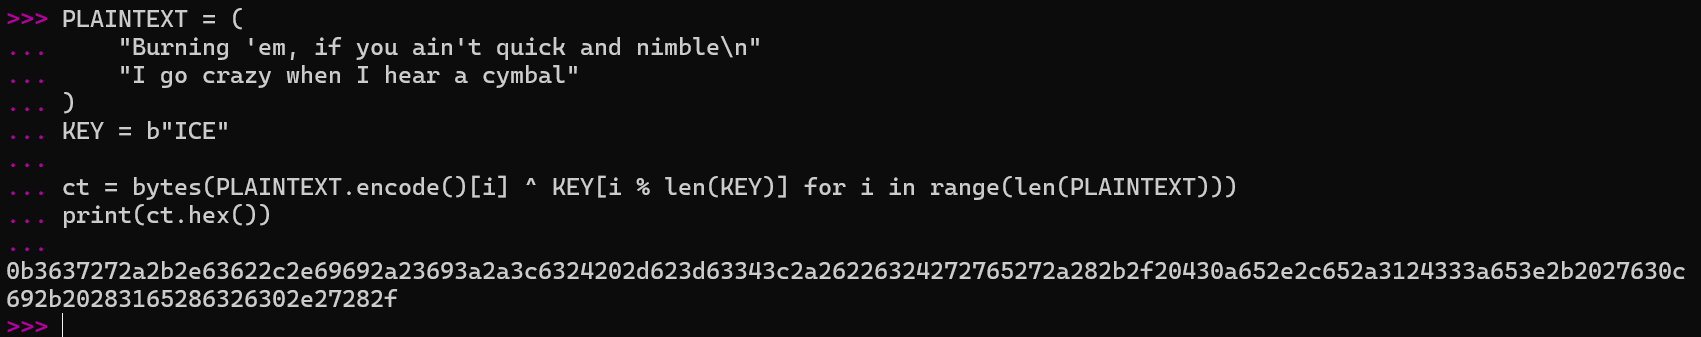 >>> PLAINTEXT = (
...     "Burning 'em, if you ain't quick and nimble\n"
...     "I go crazy when I hear a cymbal"
... )
... KEY = b"ICE"
...
... ct = bytes(PLAINTEXT.encode()[i] ^ KEY[i % len(KEY)] for i in range(len(PLAINTEXT)))
... print(ct.hex())
...
0b3637272a2b2e63622c2e69692a23693a2a3c6324202d623d63343c2a26226324272765272a282b2f20430a652e2c652a3124333a653e2b2027630c
692b20283165286326302e27282f
>>>